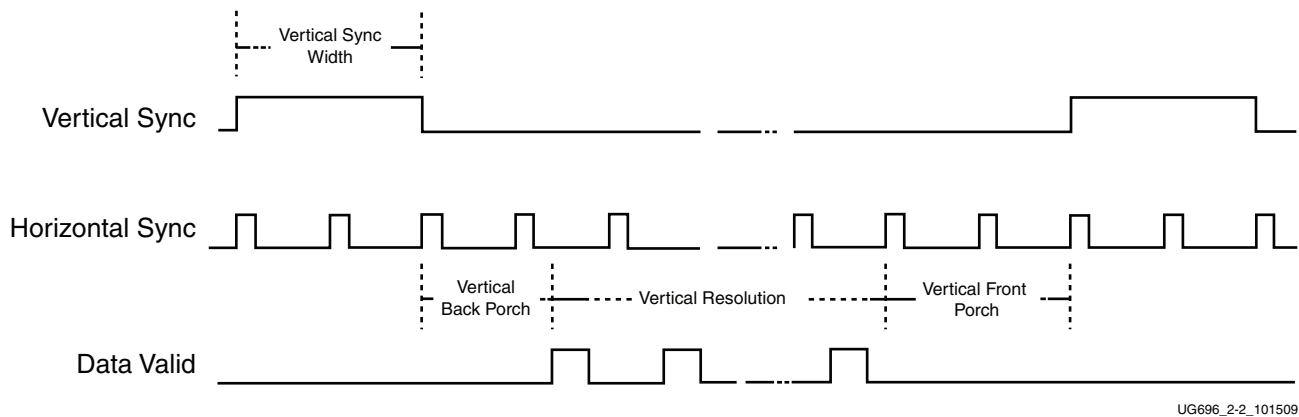 Vertical Sync
Width
Vertical Sync
Horizontal Sync
Vertical
Back Porch
Vertical Resolution
Vertical Front
Porch
Data Valid
UG696_2-2_101509